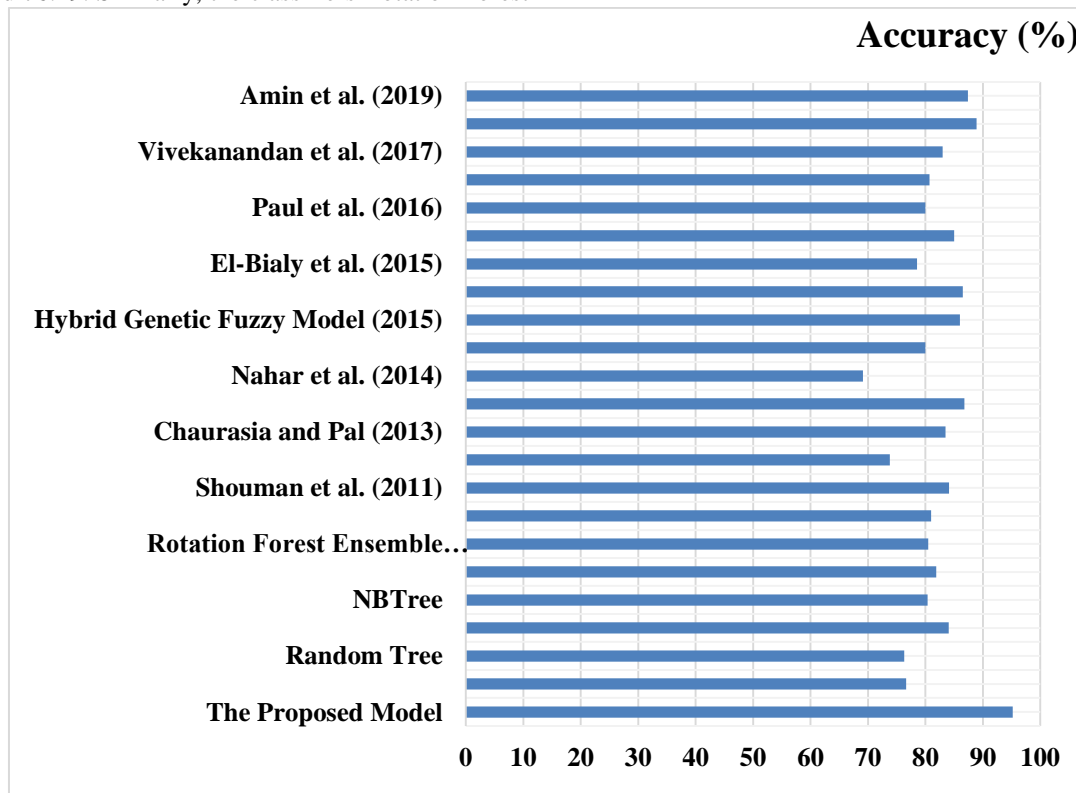 Accuracy (%)
Amin et al. (2019)
Vivekanandan et al. (2017)
Paul et al. (2016)
El-Bialy et al. (2015)
Hybrid Genetic Fuzzy Model (2015)
Nahar et al. (2014)
Chaurasia and Pal (2013)
Shouman et al. (2011)
Rotation Forest Ensemble…
NBTree
Random Tree
The Proposed Model
0 10 20 30 40 50 60 70 80 90 100